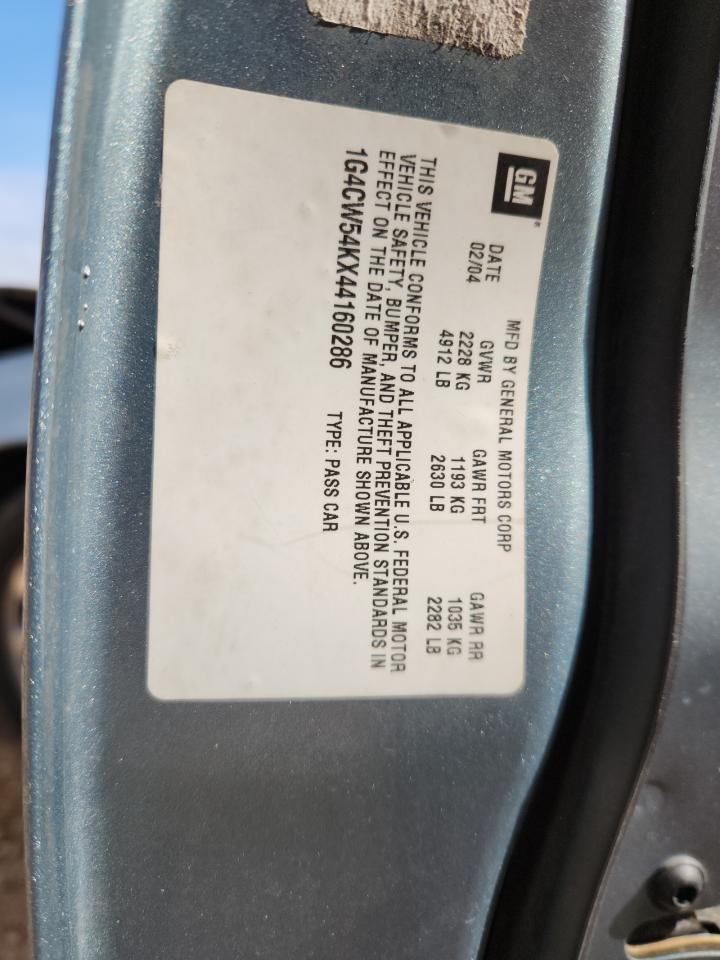 GM®
MFD BY GENERAL MOTORS CORP
DATE GVWR GAWR FRT GAWR RR
02/04 2228 KG 1193 KG 1035 KG
4912 LB 2630 LB 2282 LB
THIS VEHICLE CONFORMS TO ALL APPLICABLE U.S. FEDERAL MOTOR
VEHICLE SAFETY, BUMPER, AND THEFT PREVENTION STANDARDS IN
EFFECT ON THE DATE OF MANUFACTURE SHOWN ABOVE.
1G4CW54KX44160286 TYPE: PASS CAR